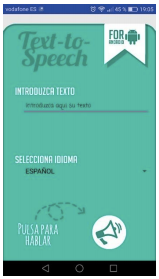 vodafone ES
45 % 19:05
Text-to-
Speech
FOR
ANDROID
INTRODUZCA TEXTO
Introduzca aquí su texto
SELECCIONA IDIOMA
ESPAÑOL
PULSA PARA
HABLAR